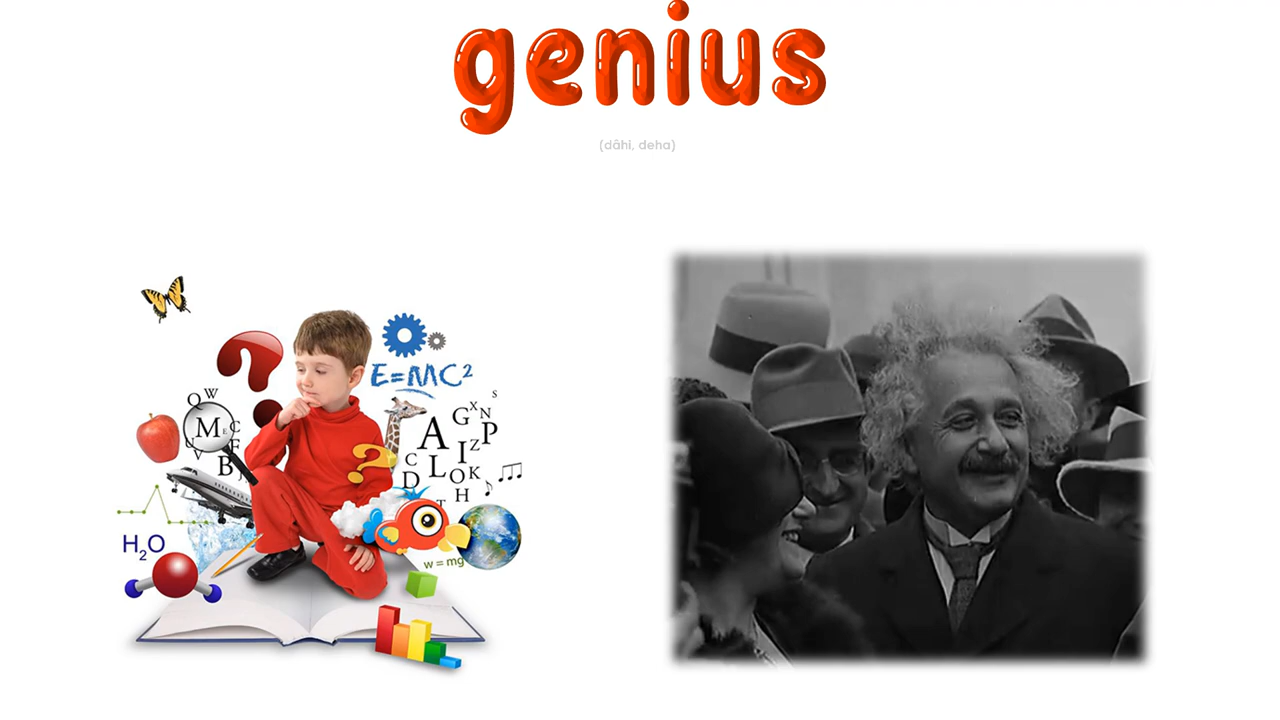 genius
(dâhi, deha)
E=MC²
Q W
M E C
U F
V
B
S
G X N
A P
I Z
C L O K
D H
T
H₂O
w = mg